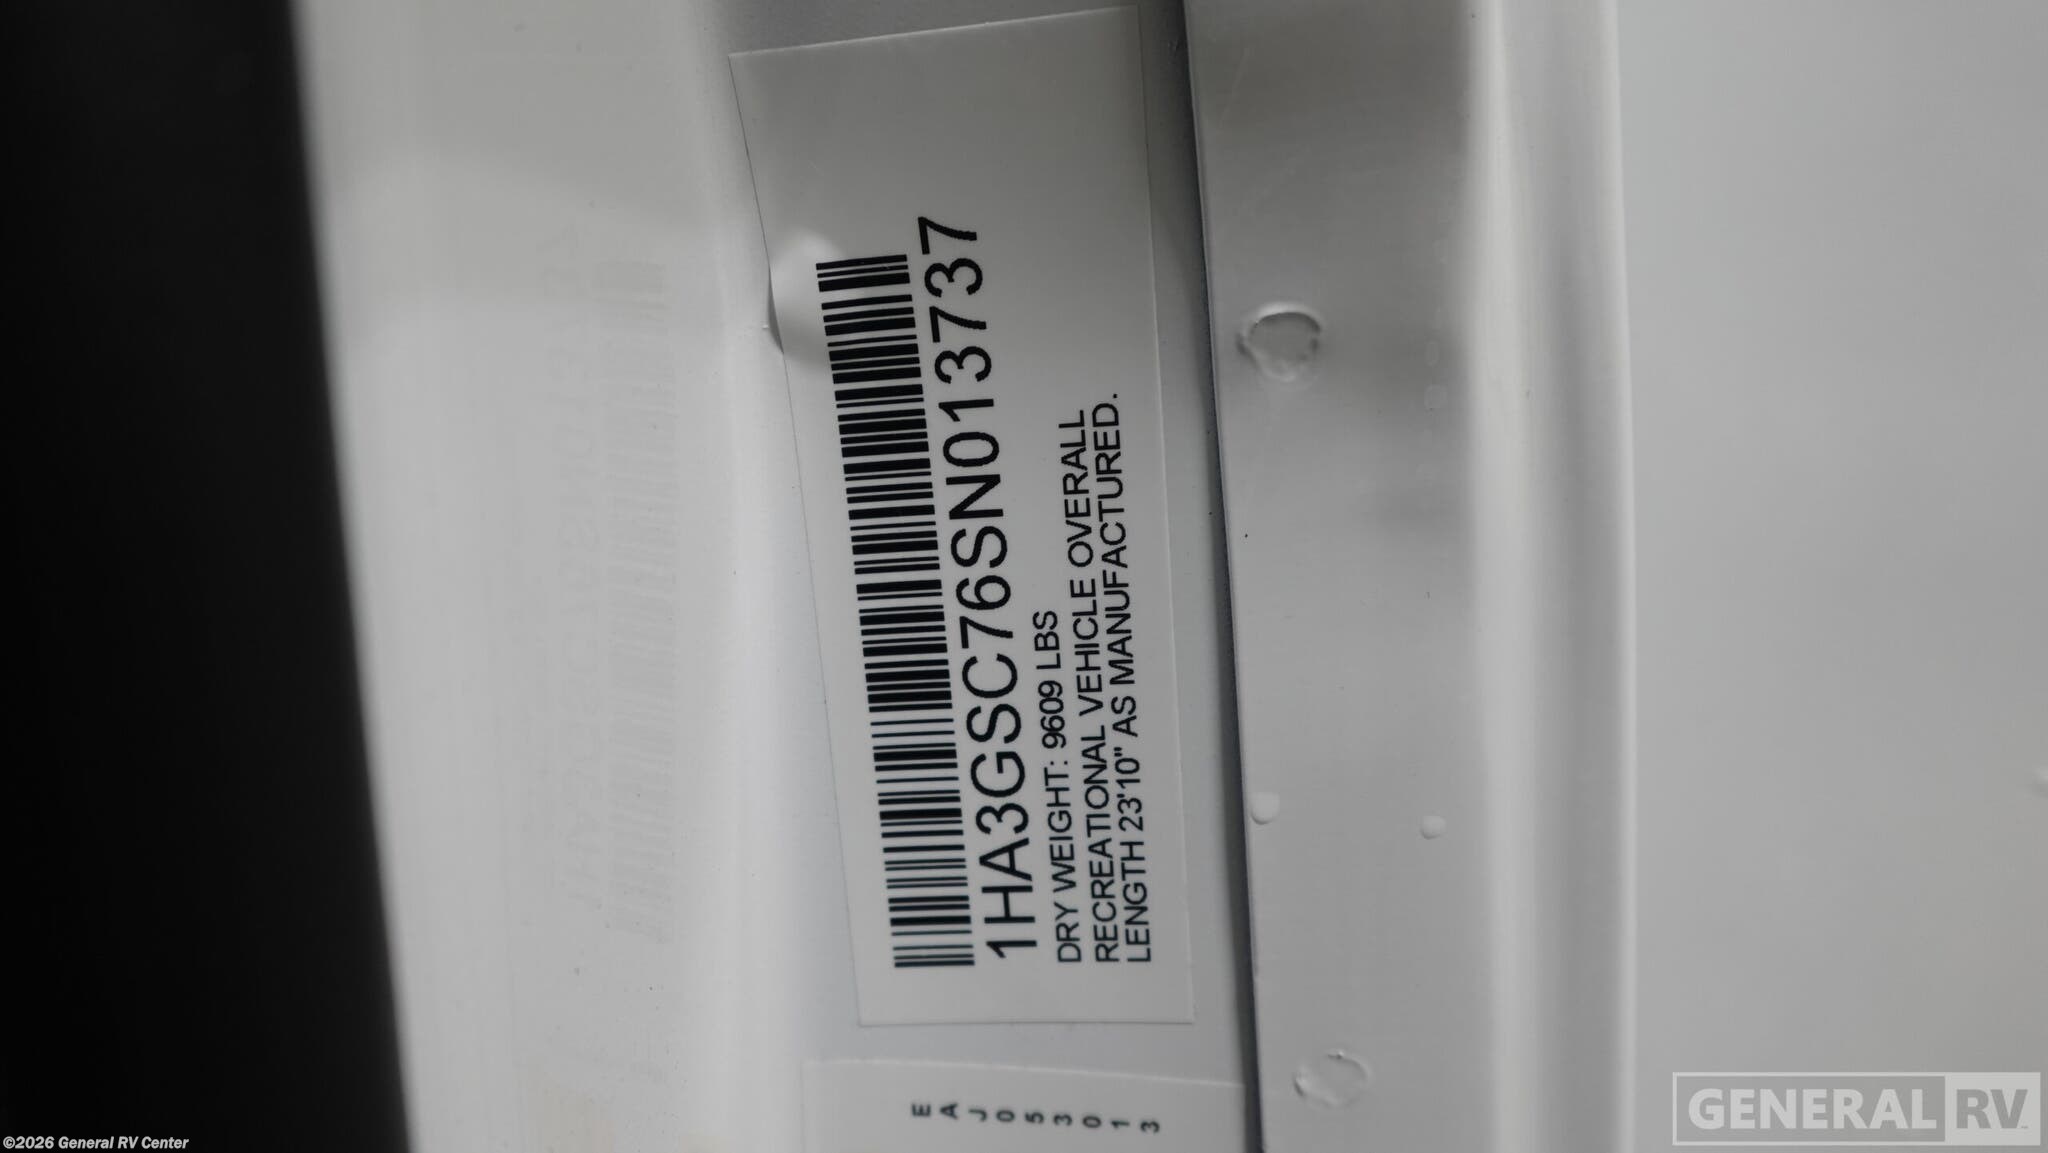 1HA3GSC76SN013737
DRY WEIGHT: 9609 LBS
RECREATIONAL VEHICLE OVERALL
LENGTH 23'10" AS MANUFACTURED.
EAJ053013
©2026 General RV Center
GENERAL RV